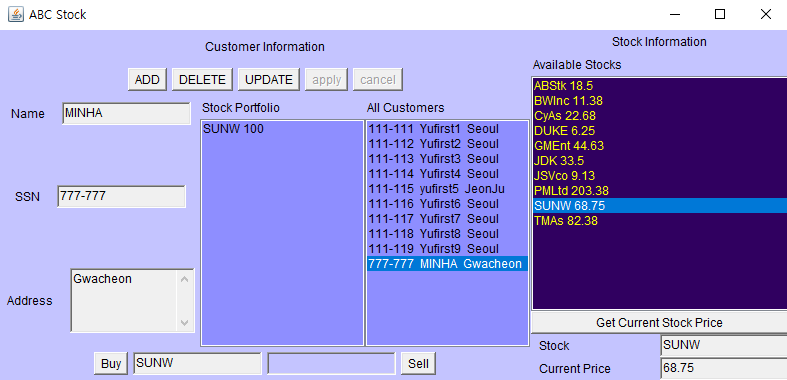 ABC Stock
Customer Information
Stock Information
ADD DELETE UPDATE apply cancel
Available Stocks
Name MINHA
SSN 777-777
Address Gwacheon
Stock Portfolio
SUNW 100
All Customers
111-111 Yufirst1 Seoul
111-112 Yufirst2 Seoul
111-113 Yufirst3 Seoul
111-114 Yufirst4 Seoul
111-115 yufirst5 JeonJu
111-116 Yufirst6 Seoul
111-117 Yufirst7 Seoul
111-118 Yufirst8 Seoul
111-119 Yufirst9 Seoul
777-777 MINHA Gwacheon
ABStk 18.5
BWInc 11.38
CyAs 22.68
DUKE 6.25
GMEnt 44.63
JDK 33.5
JSVco 9.13
PMLtd 203.38
SUNW 68.75
TMAs 82.38
Get Current Stock Price
Stock SUNW
Current Price 68.75
Buy SUNW Sell